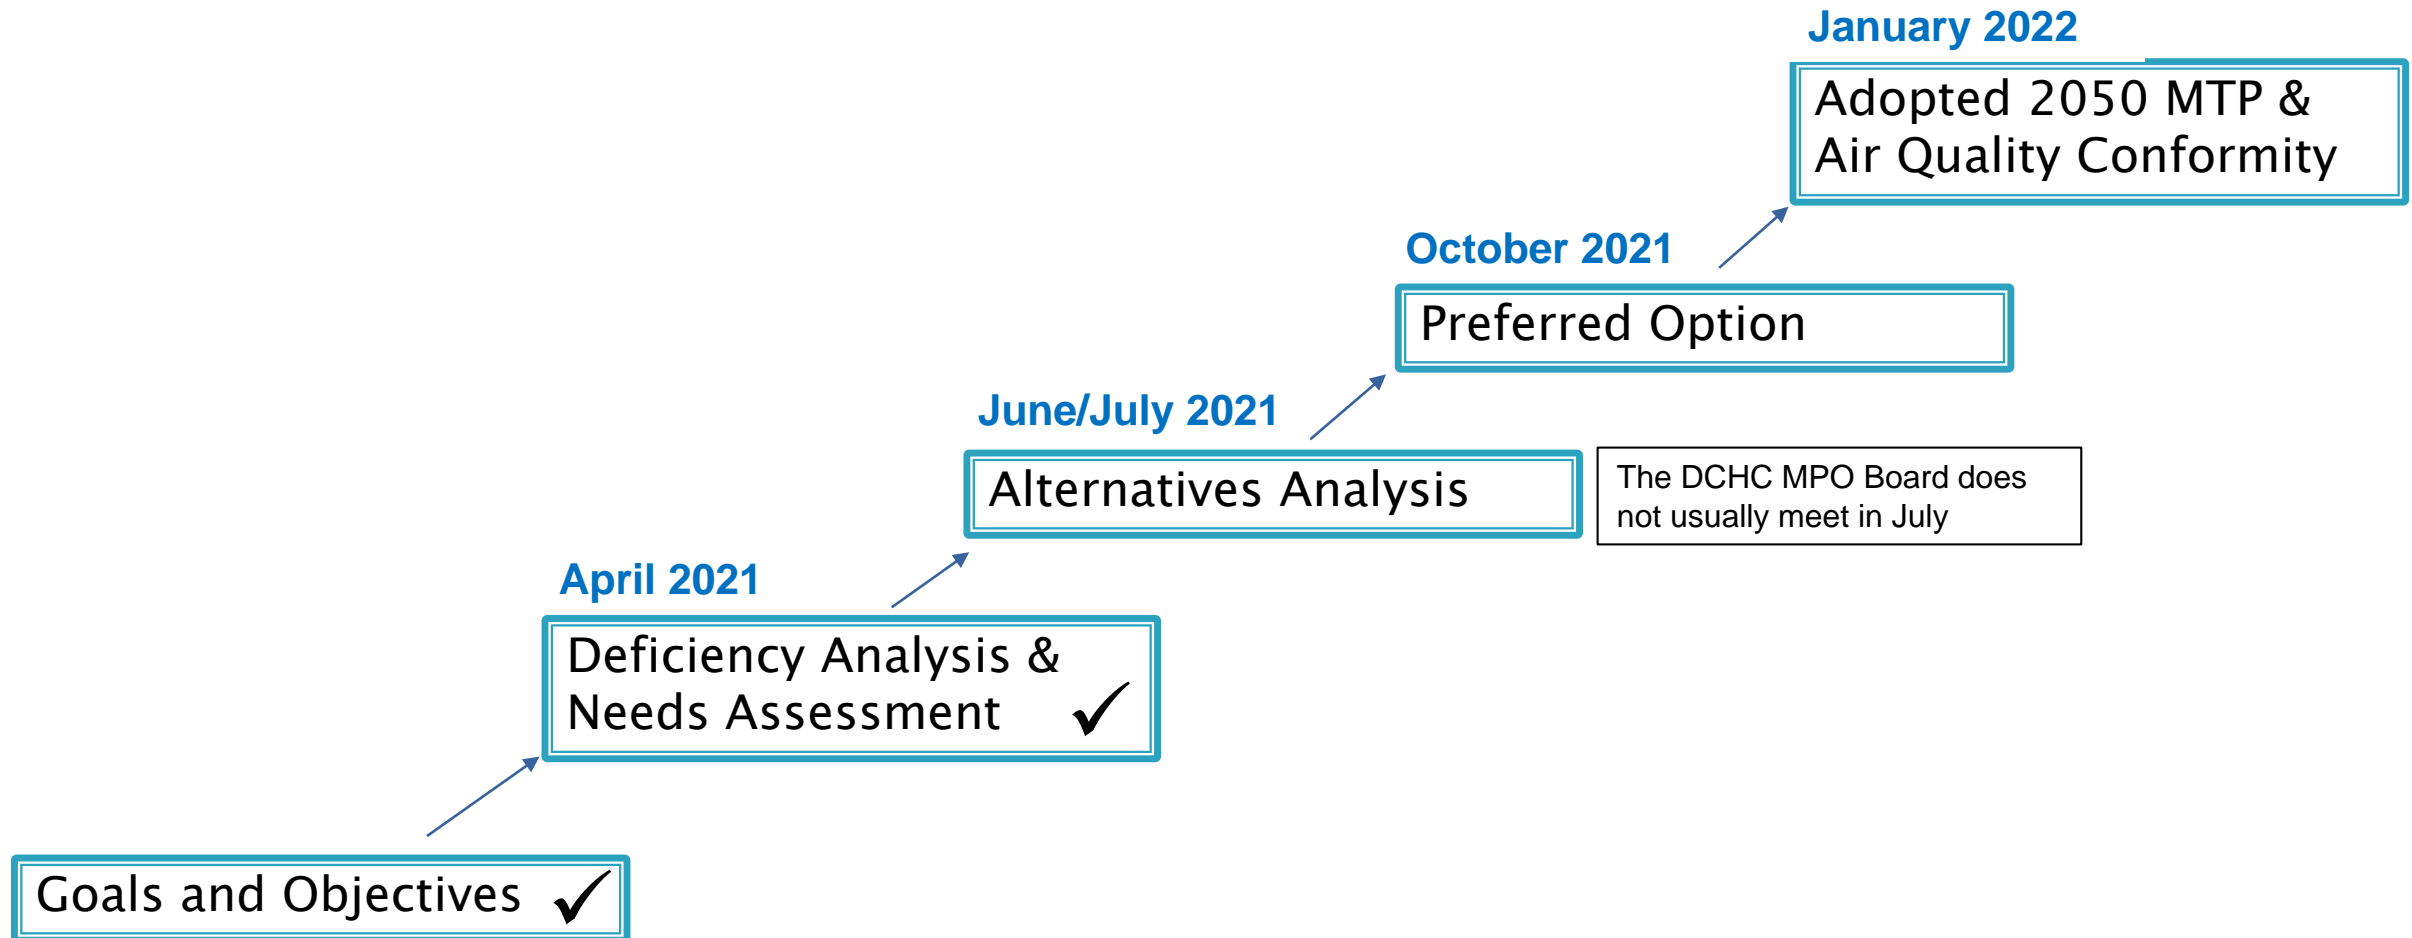 January 2022
Adopted 2050 MTP &
Air Quality Conformity
October 2021
Preferred Option
June/July 2021
Alternatives Analysis
The DCHC MPO Board does
not usually meet in July
April 2021
Deficiency Analysis &
Needs Assessment ✓
Goals and Objectives ✓